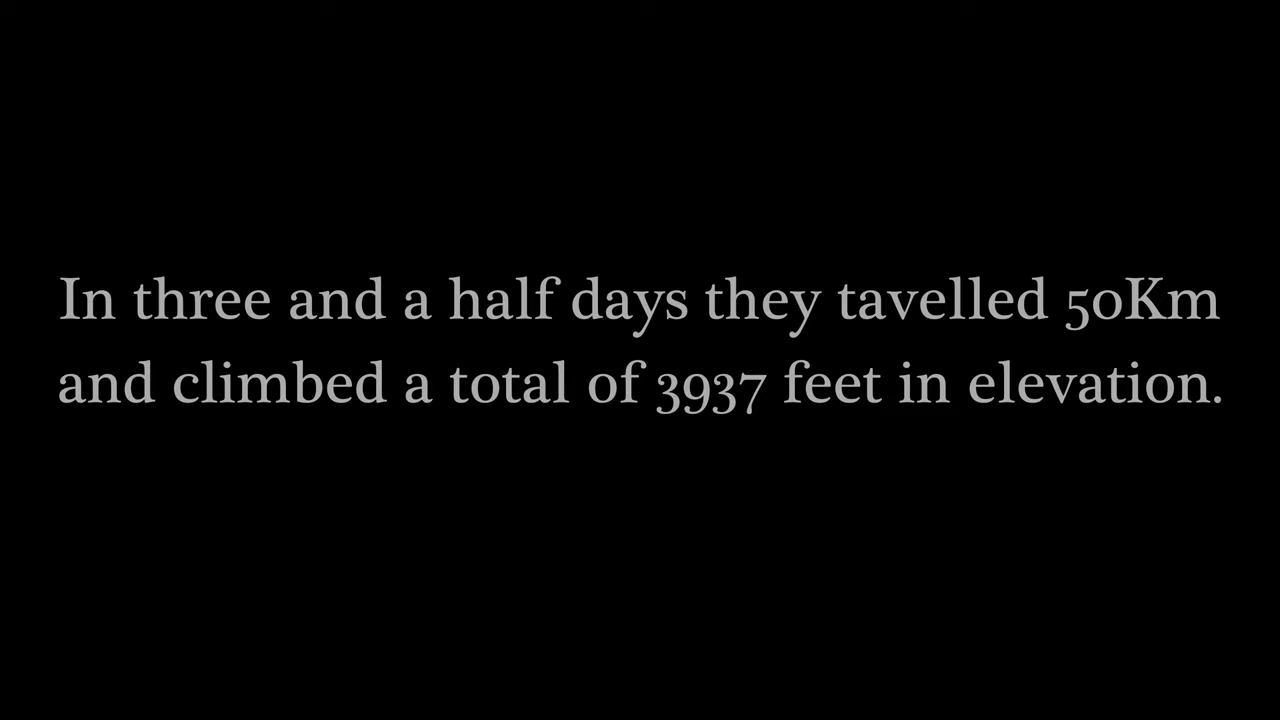 In three and a half days they tavelled 50Km
and climbed a total of 3937 feet in elevation.